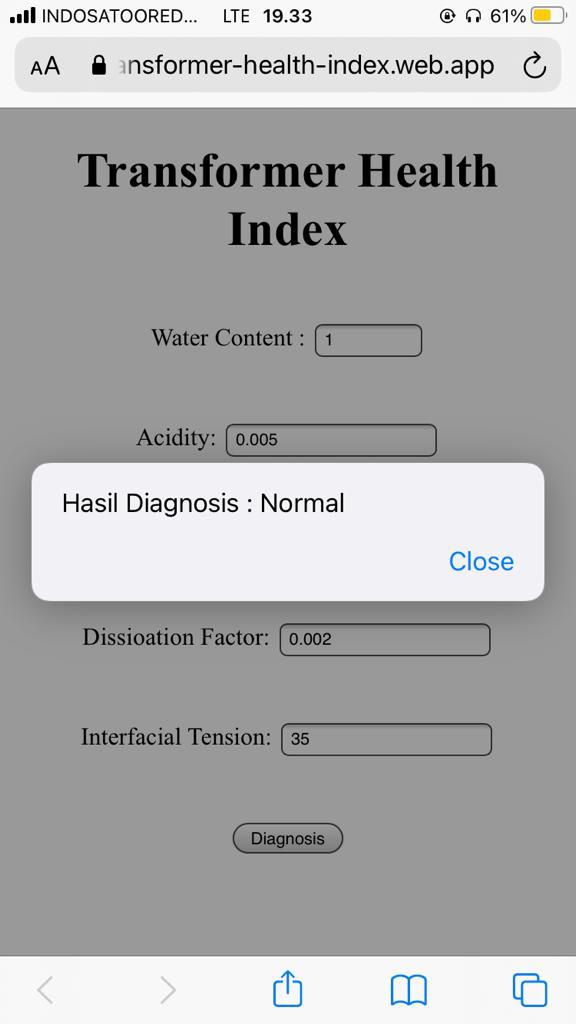 INDOSATOORED... LTE 19.33 61%
AA ansformer-health-index.web.app
Transformer Health
Index
Water Content : 1
Acidity: 0.005
Hasil Diagnosis : Normal
Close
Dissioation Factor: 0.002
Interfacial Tension: 35
Diagnosis